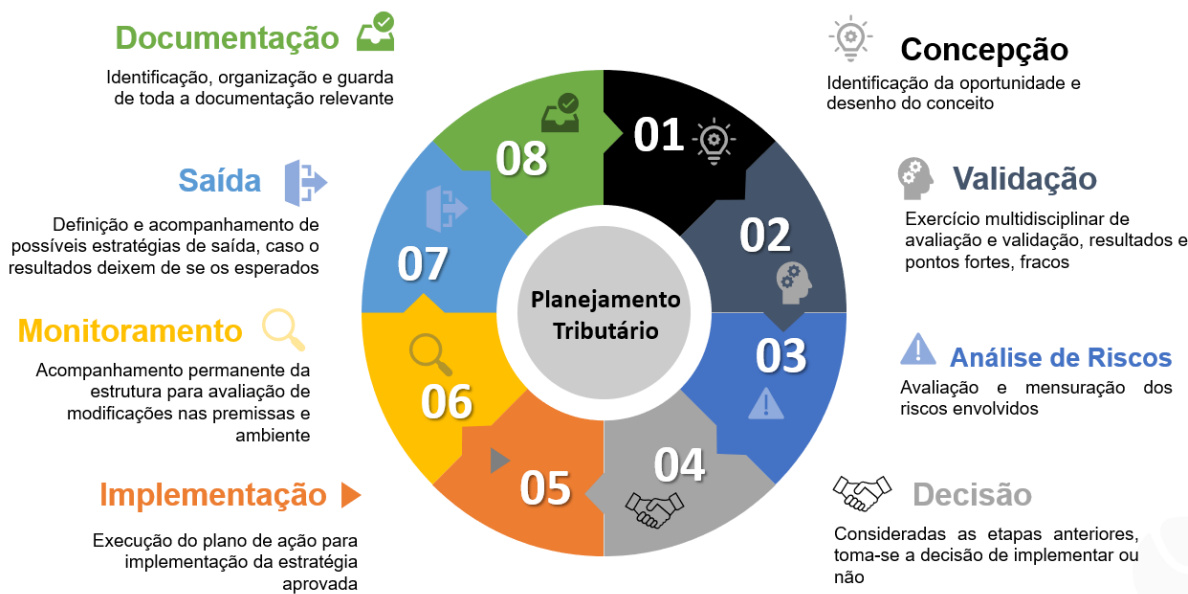 Documentação
Identificação, organização e guarda
de toda a documentação relevante
Saída
Definição e acompanhamento de
possíveis estratégias de saída, caso o
resultados deixem de se os esperados
Monitoramento
Acompanhamento permanente da
estrutura para avaliação de
modificações nas premissas e
ambiente
Implementação
Execução do plano de ação para
implementação da estratégia
aprovada
01
02
03
04
05
06
07
08
Planejamento
Tributário
Concepção
Identificação da oportunidade e
desenho do conceito
Validação
Exercício multidisciplinar de
avaliação e validação, resultados e
pontos fortes, fracos
Análise de Riscos
Avaliação e mensuração dos
riscos envolvidos
Decisão
Consideradas as etapas anteriores,
toma-se a decisão de implementar ou
não